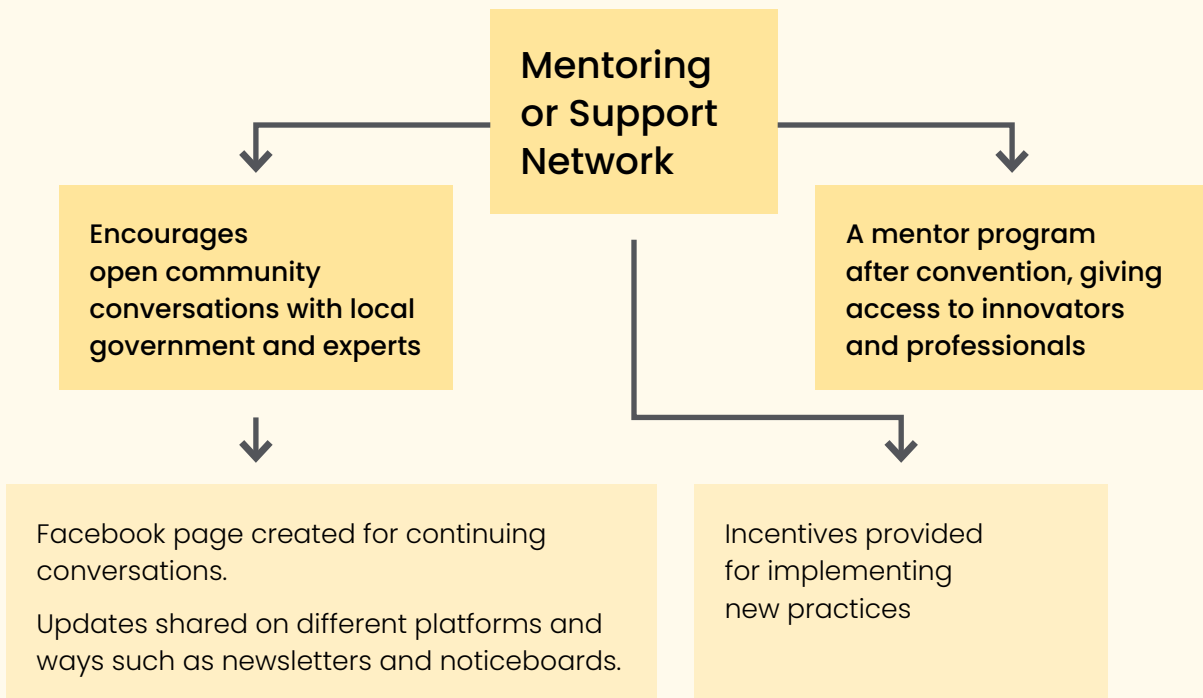 Mentoring
or Support
Network
Encourages
open community
conversations with local
government and experts
A mentor program
after convention, giving
access to innovators
and professionals
Facebook page created for continuing
conversations.
Updates shared on different platforms and
ways such as newsletters and noticeboards.
Incentives provided
for implementing
new practices